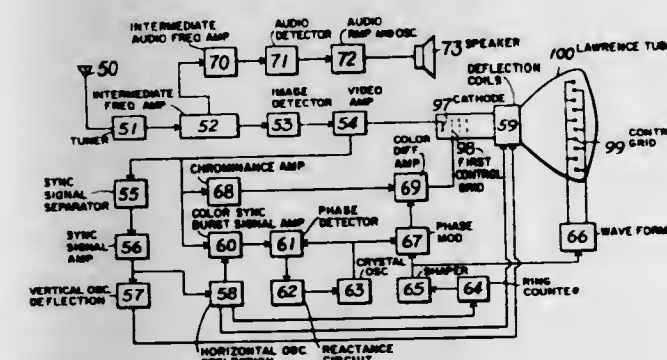 INTERMEDIATE
AUDIO FREQ AMP
AUDIO
DETECTOR
AUDIO
AMP AND OSC
70
71
72
73 SPEAKER
50
INTERMEDIATE
FREQ AMP
IMAGE
DETECTOR
VIDEO
AMP
TUNER
51
52
53
54
97
CATHODE
DEFLECTION
COILS
59
100
LAWRENCE TUB
98
FIRST
CONTROL
GRID
99
CONTR
GRID
SYNC
SIGNAL
SEPARATOR
55
CHROMINANCE AMP
68
COLOR
DIFF.
AMP
69
SYNC
SIGNAL
AMP
56
COLOR SYNC
BURST SIGNAL AMP
60
PHASE
DETECTOR
61
PHASE
MOD
67
66
WAVE FORM
CRYSTAL
OSC
VERTICAL OSC.
DEFLECTION
57
58
62
63
SHAPER
65
64
RING
COUNTER
HORIZONTAL OSC
REACTANCE
CIRCUIT